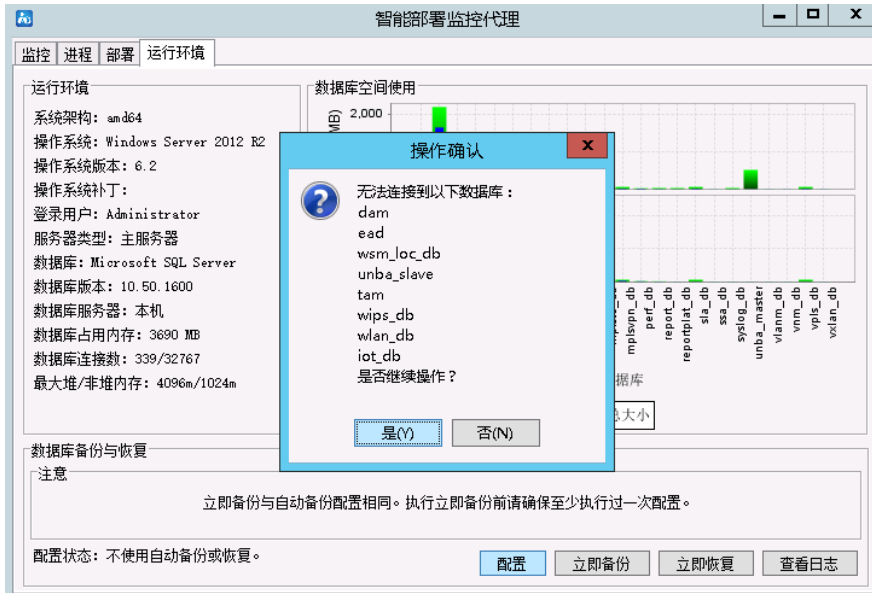 智能部署监控代理
监控 进程 部署 运行环境
运行环境
系统架构: amd64
操作系统: Windows Server 2012 R2
操作系统版本: 6.2
操作系统补丁:
登录用户: Administrator
服务器类型: 主服务器
数据库: Microsoft SQL Server
数据库版本: 10.50.1600
数据库服务器: 本机
数据库占用内存: 3690 MB
数据库连接数: 339/32767
最大堆/非堆内存: 4096m/1024m
数据库空间使用
2,000
MB)
操作确认
无法连接到以下数据库：
dam
ead
wsm_loc_db
unba_slave
tam
wips_db
wlan_db
iot_db
是否继续操作？
是(Y) 否(N)
mplsvpn_db
perf_db
report_db
reportplat_db
sla_db
ssa_db
syslog_db
unba_master
vlanm_db
vnm_db
vpls_db
vxlan_db
据库
大小
数据库备份与恢复
注意
立即备份与自动备份配置相同。执行立即备份前请确保至少执行过一次配置。
配置状态: 不使用自动备份或恢复。
配置 立即备份 立即恢复 查看日志